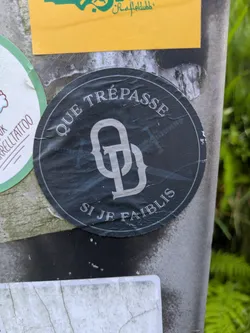 QUE TRÉPASSE
OD
SI JE FAIBLIS